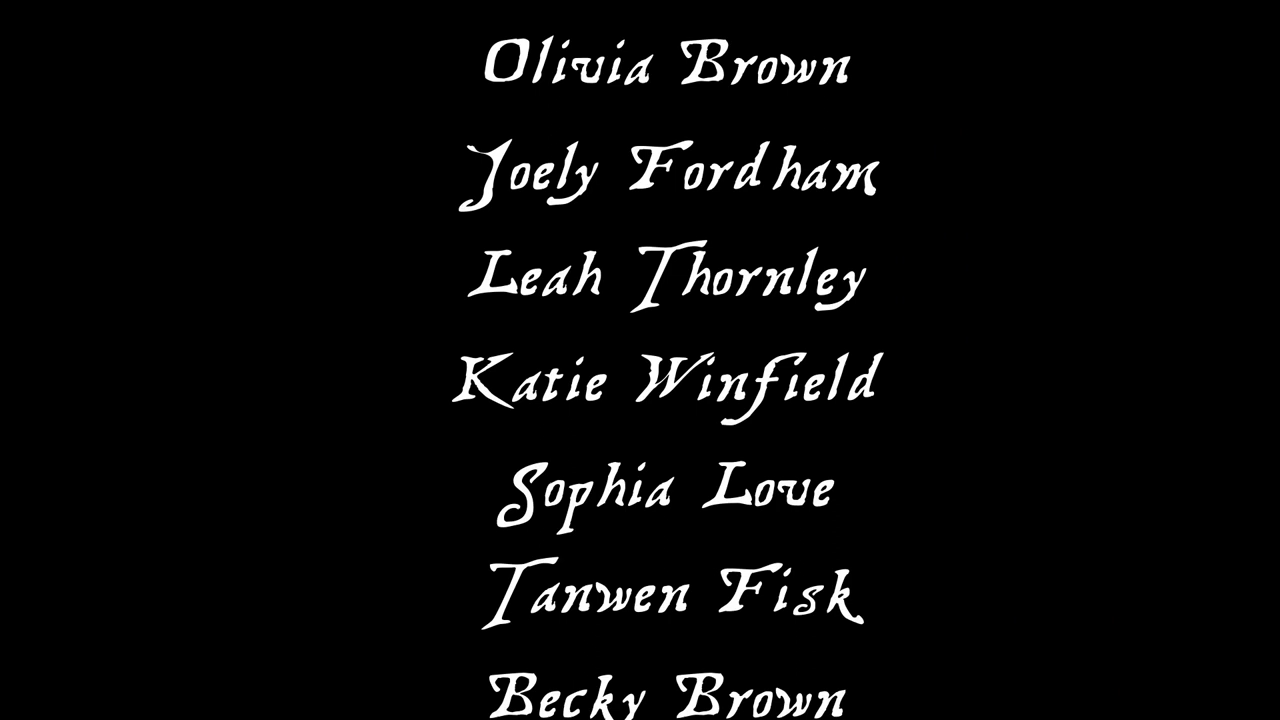 Olivia Brown
Joely Fordham
Leah Thornley
Katie Winfield
Sophia Love
Tanwen Fisk
Becky Brown